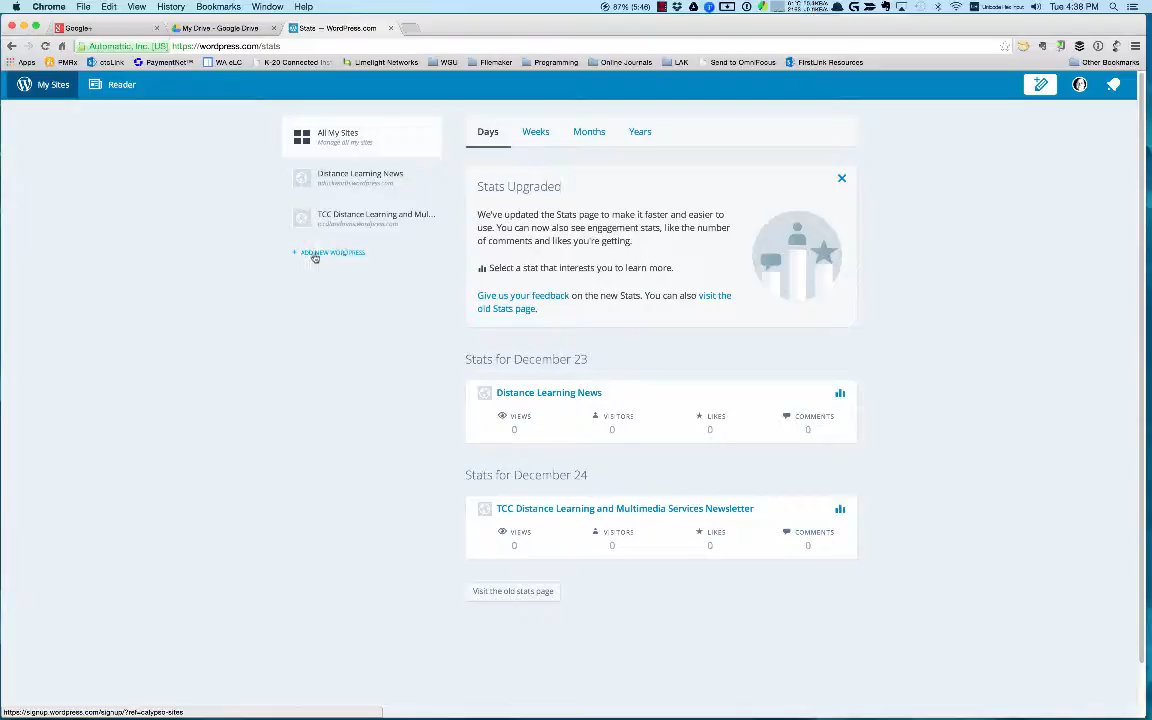 Chrome File Edit View History Bookmarks Window Help
87% (5:46)
Tue 4:38 PM
Google+
My Drive - Google Drive
Stats — WordPress.com
Automattic, Inc. [US] https://wordpress.com/stats
Apps PMRx ctcLink PaymentNet™ WA eLC K-20 Connected Limelight Networks WGU Filemaker Programming Online Journals LAK Send to OmniFocus FirstLink Resources Other Bookmarks
My Sites Reader
All My Sites
Manage all my sites
Distance Learning News
TCC Distance Learning and Mul...
+ ADD NEW WORDPRESS
Days Weeks Months Years
Stats Upgraded
We've updated the Stats page to make it faster and easier to
use. You can now also see engagement stats, like the number
of comments and likes you're getting.
Select a stat that interests you to learn more.
Give us your feedback on the new Stats. You can also visit the
old Stats page.
Stats for December 23
Distance Learning News
VIEWS VISITORS LIKES COMMENTS
0 0 0 0
Stats for December 24
TCC Distance Learning and Multimedia Services Newsletter
VIEWS VISITORS LIKES COMMENTS
0 0 0 0
Visit the old stats page
https://signup.wordpress.com/signup/?ref=calypso-sites